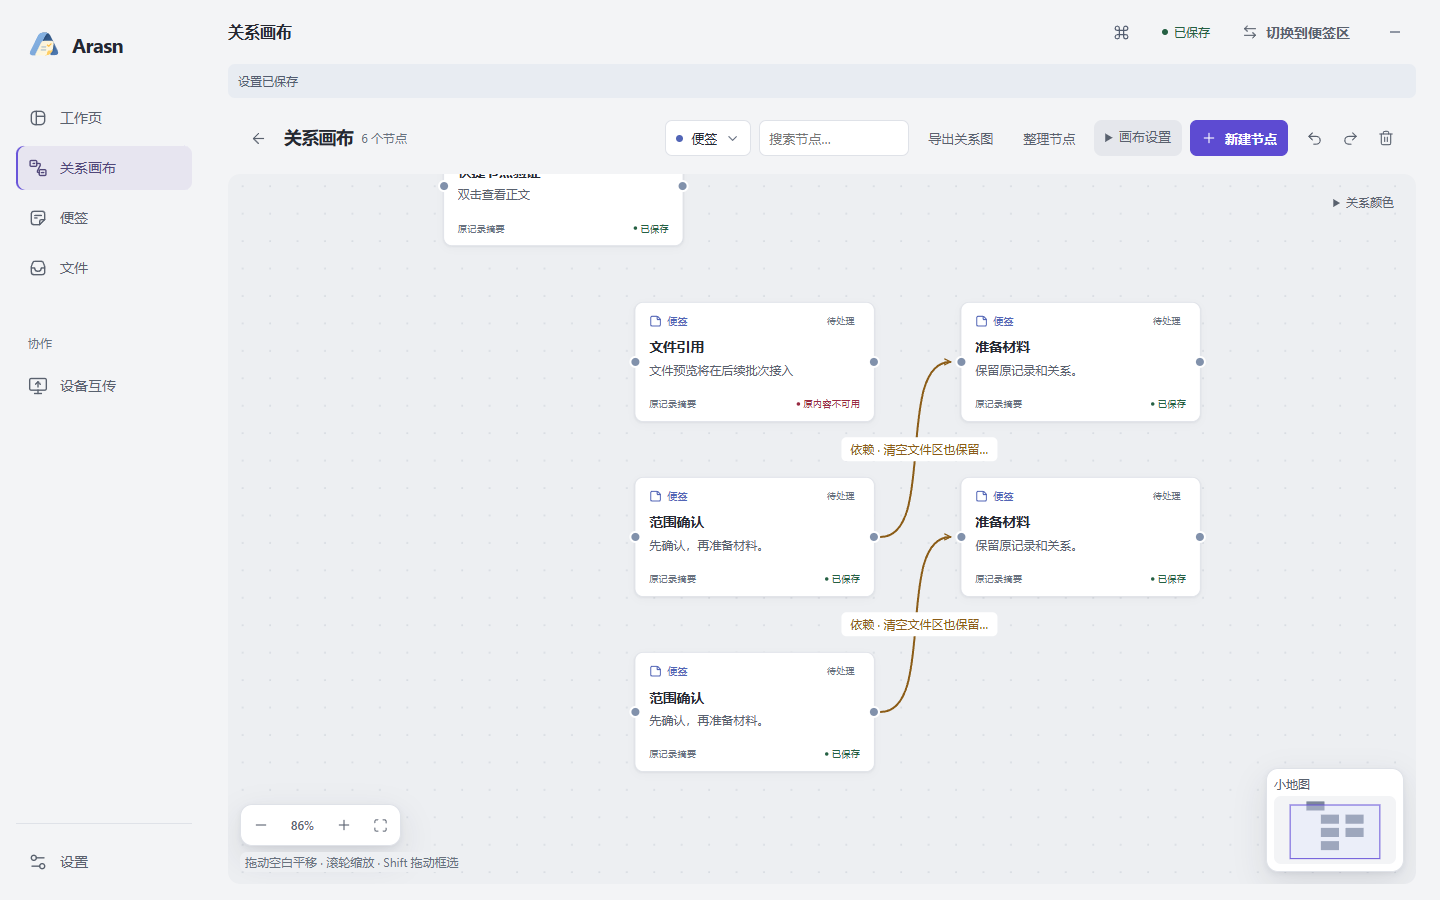 Arasn
工作页
关系画布
便签
文件
协作
设备互传
设置
关系画布
已保存
切换到便签区
设置已保存
关系画布 6 个节点
便签
搜索节点...
导出关系图
整理节点
画布设置
新建节点
关系颜色
快捷节点验证
双击查看正文
原记录摘要 已保存
便签 待处理
文件引用
文件预览将在后续批次接入
原记录摘要 原内容不可用
便签 待处理
准备材料
保留原记录和关系。
原记录摘要 已保存
依赖 · 清空文件区也保留...
便签 待处理
范围确认
先确认，再准备材料。
原记录摘要 已保存
便签 待处理
准备材料
保留原记录和关系。
原记录摘要 已保存
依赖 · 清空文件区也保留...
便签 待处理
范围确认
先确认，再准备材料。
原记录摘要 已保存
86%
拖动空白平移 · 滚轮缩放 · Shift 拖动框选
小地图